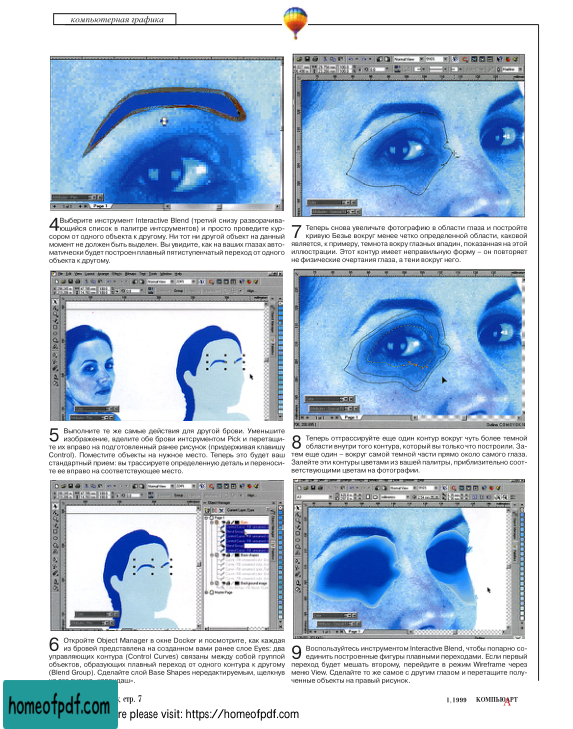 компьютерная графика
4 Выберите инструмент Interactive Blend (третий снизу разворачива-
ющийся список в палитре интсрументов) и просто проведите кур-
сором от одного объекта к другому. Ни тот ни другой объект на данный
момент не должен быть выделен. Вы увидите, как на ваших глазах авто-
матически будет построен плавный пятиступенчатый переход от одного
объекта к другому.
5 Выполните те же самые действия для другой брови. Уменьшите
изображение, вделите обе брови интсрументом Pick и перетащи-
те их вправо на подготовленный ранее рисунок (придерживая клавишу
Control). Поместите объекты на нужное место. Теперь это будет ваш
стандартный прием: вы трассируете определенную деталь и переноси-
те ее вправо на соответствующее место.
6 Откройте Object Manager в окне Docker и посмотрите, как каждая
из бровей представлена на созданном вами ранее слое Eyes: два
управляющих контура (Control Curves) связаны между собой группой
объектов, образующих плавный переход от одного контура к другому
(Blend Group). Сделайте слой Base Shapes нередактируемым, щелкнув
7 Теперь снова увеличьте фотографию в области глаза и постройте
кривую Безье вокруг менее четко определенной области, каковой
является, к примеру, темнота вокру глазных впадин, показанная на этой
иллюстрации. Этот контур имеет неправильную форму – он повторяет
не физические очертания глаза, а тени вокруг него.
8 Теперь оттрассируйте еще один контур вокруг чуть более темной
области внутри того контура, который вы только что построили. За-
тем еще один – вокруг самой темной части прямо около самого глаза.
Залейте эти контуры цветами из вашей палитры, приблизительно соот-
ветствующими цветам на фотографии.
9 Воспользуйтесь инструментом Interactive Blend, чтобы попарно со-
единить построенные фигуры плавными переходами. Если первый
переход будет мешать второму, перейдите в режим Wireframe через
меню View. Сделайте то же самое с другим глазом и перетащите полу-
ченные объекты на правый рисунок.
стр. 7
1.1999 КОМПЬЮАРТ
homeofpdf.com
re please visit: https://homeofpdf.com